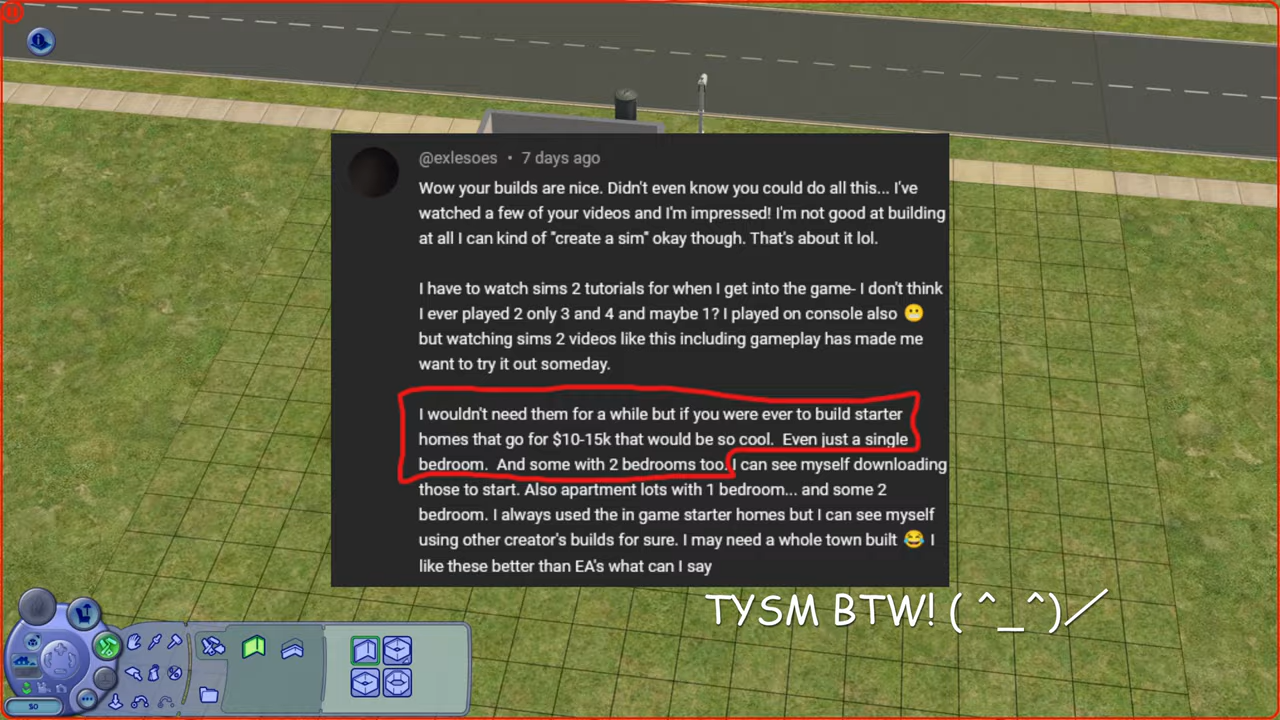 @exlesoes • 7 days ago
Wow your builds are nice. Didn't even know you could do all this... I've
watched a few of your videos and I'm impressed! I'm not good at building
at all I can kind of "create a sim" okay though. That's about it lol.
I have to watch sims 2 tutorials for when I get into the game- I don't think
I ever played 2 only 3 and 4 and maybe 1? I played on console also 😬
but watching sims 2 videos like this including gameplay has made me
want to try it out someday.
I wouldn't need them for a while but if you were ever to build starter
homes that go for $10-15k that would be so cool.  Even just a single
bedroom.  And some with 2 bedrooms too. I can see myself downloading
those to start. Also apartment lots with 1 bedroom... and some 2
bedroom. I always used the in game starter homes but I can see myself
using other creator's builds for sure. I may need a whole town built 😂 I
like these better than EA's what can I say
TYSM BTW! ( ^_^)／
$0